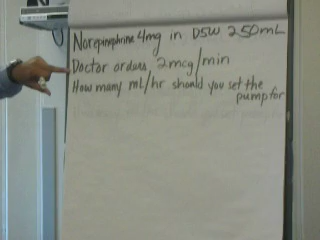 Norepinephrine 4mg in D5W 250mL
Doctor orders 2mcg/min
How many mL/hr should you set the
pump for